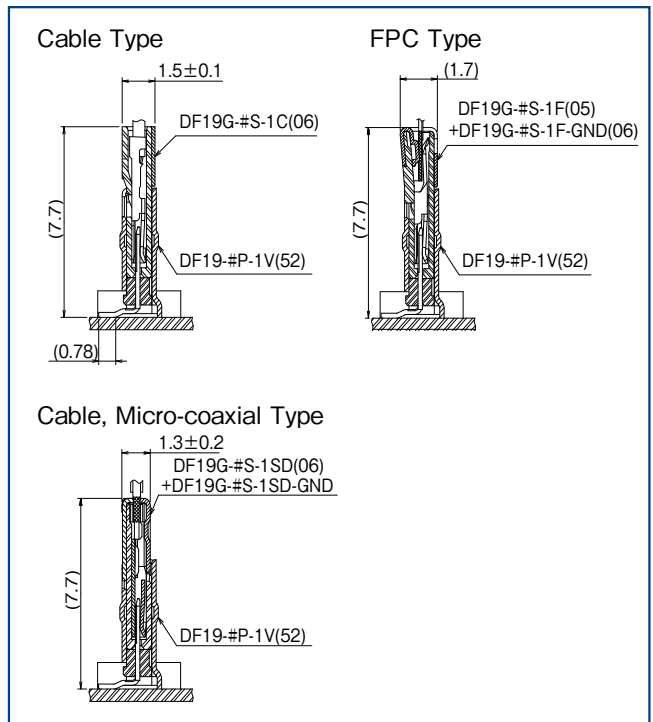 Cable Type
1.5±0.1
DF19G-#S-1C(06)
(7.7)
DF19-#P-1V(52)
(0.78)
FPC Type
(1.7)
DF19G-#S-1F(05)
+DF19G-#S-1F-GND(06)
(7.7)
DF19-#P-1V(52)
Cable, Micro-coaxial Type
1.3±0.2
DF19G-#S-1SD(06)
+DF19G-#S-1SD-GND
(7.7)
DF19-#P-1V(52)